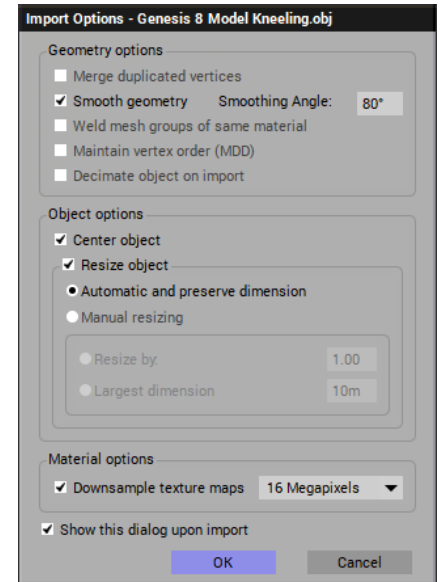 Import Options - Genesis 8 Model Kneeling.obj
Geometry options
Merge duplicated vertices
Smooth geometry Smoothing Angle: 80°
Weld mesh groups of same material
Maintain vertex order (MDD)
Decimate object on import
Object options
Center object
Resize object
Automatic and preserve dimension
Manual resizing
Resize by: 1.00
Largest dimension 10m
Material options
Downsample texture maps 16 Megapixels
Show this dialog upon import
OK Cancel